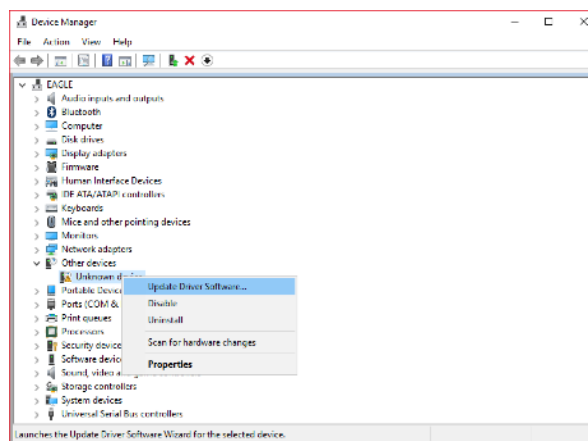 Device Manager
File Action View Help
EAGLE
Audio inputs and outputs
Bluetooth
Computer
Disk drives
Display adapters
Firmware
Human Interface Devices
IDE ATA/ATAPI controllers
Keyboards
Mice and other pointing devices
Monitors
Network adapters
Other devices
Unknown
Update Driver Software...
Portable
Disable
Ports (COM &
Print queues
Uninstall
Processors
Security
Scan for hardware changes
Software
Sound, video
Properties
Storage controllers
System devices
Universal Serial Bus controllers
Launches the Update Driver Software Wizard for the selected device.